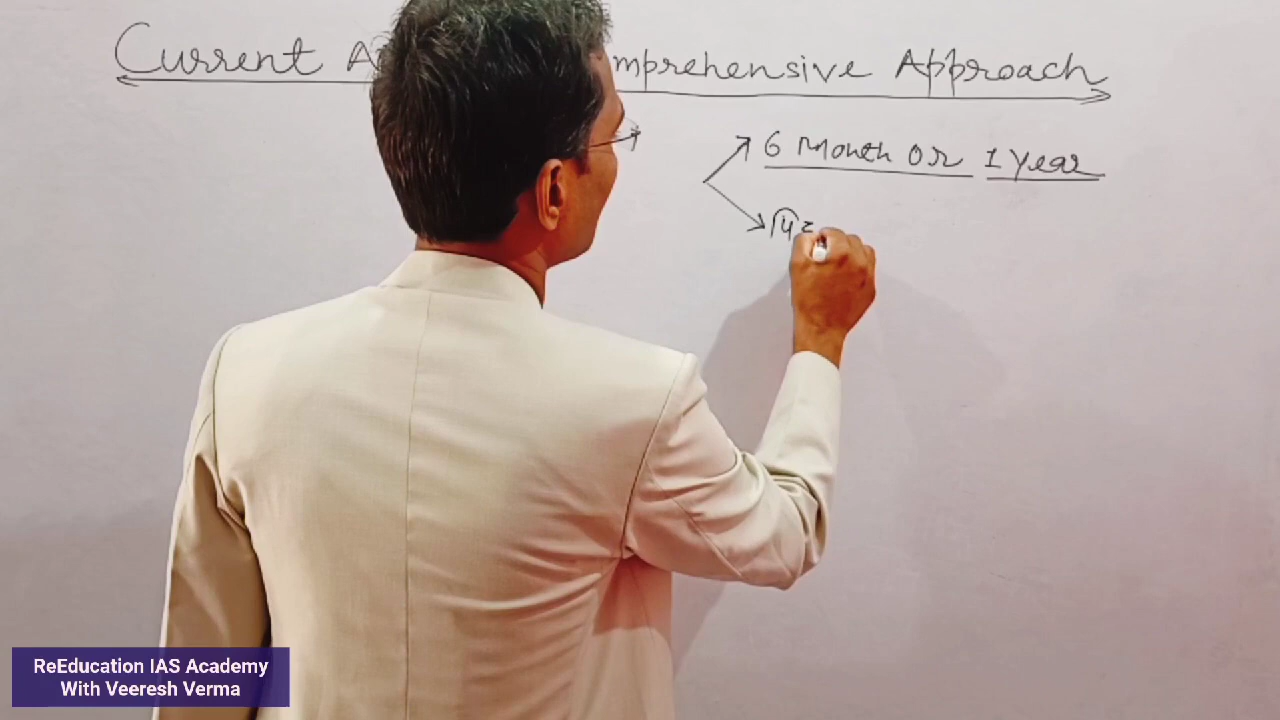 Current A mprehensive Approach
6 Month Or 1 Year
ReEducation IAS Academy
With Veeresh Verma